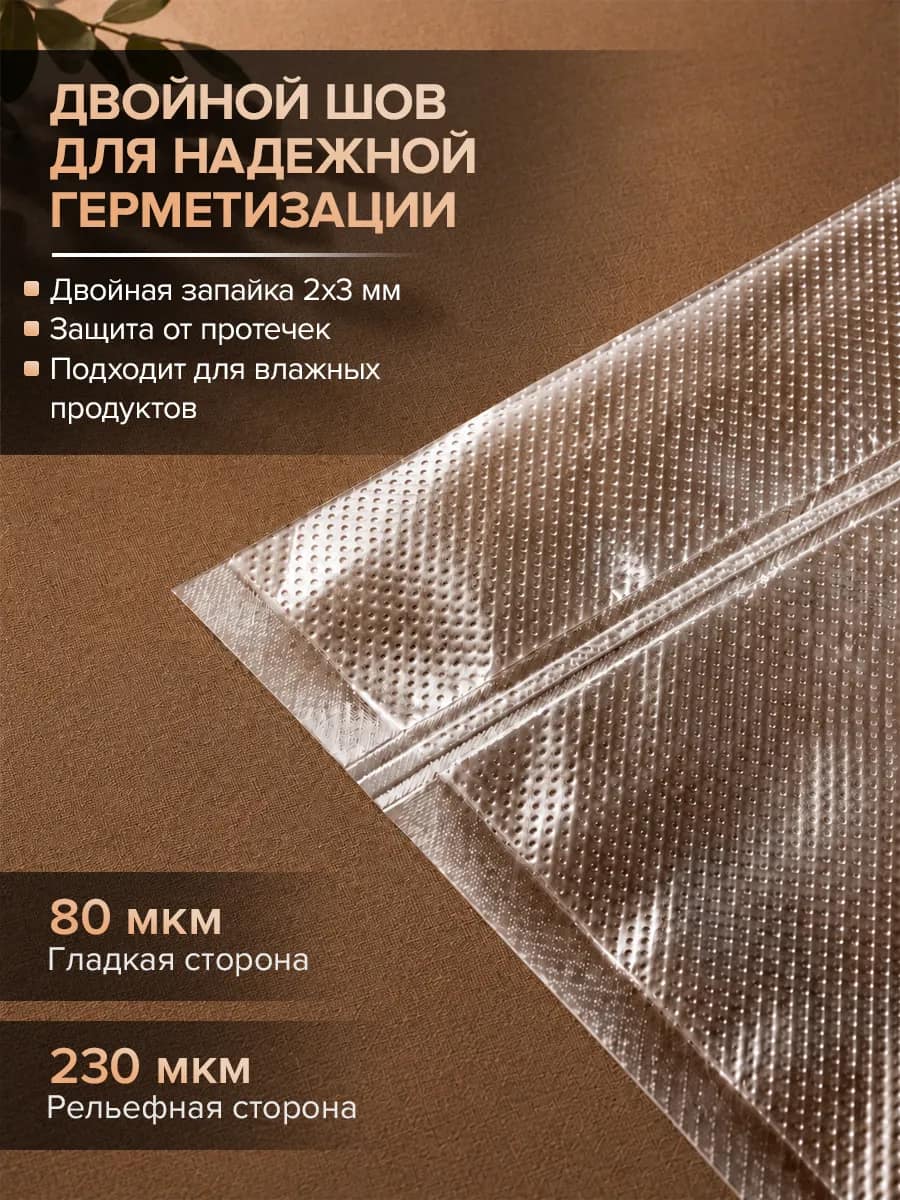 ДВОЙНОЙ ШОВ
ДЛЯ НАДЕЖНОЙ
ГЕРМЕТИЗАЦИИ
Двойная запайка 2х3 мм
Защита от протечек
Подходит для влажных
продуктов
80 мкм
Гладкая сторона
230 мкм
Рельефная сторона